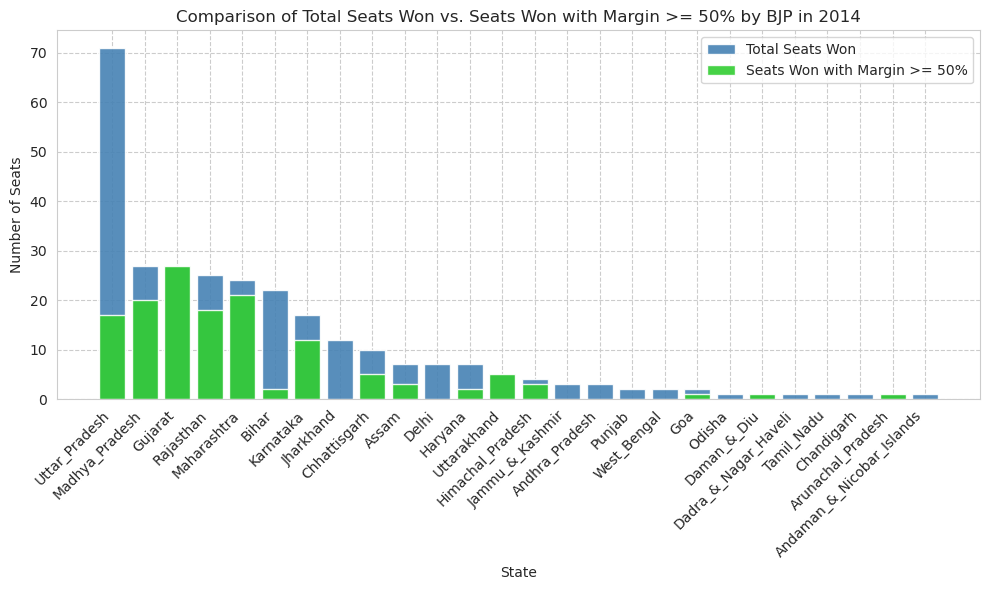 Comparison of Total Seats Won vs. Seats Won with Margin >= 50% by BJP in 2014
Total Seats Won
Seats Won with Margin >= 50%
Number of Seats
70
60
50
40
30
20
10
0
Uttar_Pradesh
Madhya_Pradesh
Gujarat
Rajasthan
Maharashtra
Bihar
Karnataka
Jharkhand
Chhattisgarh
Assam
Delhi
Haryana
Uttarakhand
Himachal_Pradesh
Jammu_&_Kashmir
Andhra_Pradesh
Punjab
West_Bengal
Goa
Odisha
Daman_&_Diu
Dadra_&_Nagar_Haveli
Tamil_Nadu
Chandigarh
Arunachal_Pradesh
Andaman_&_Nicobar_Islands
State